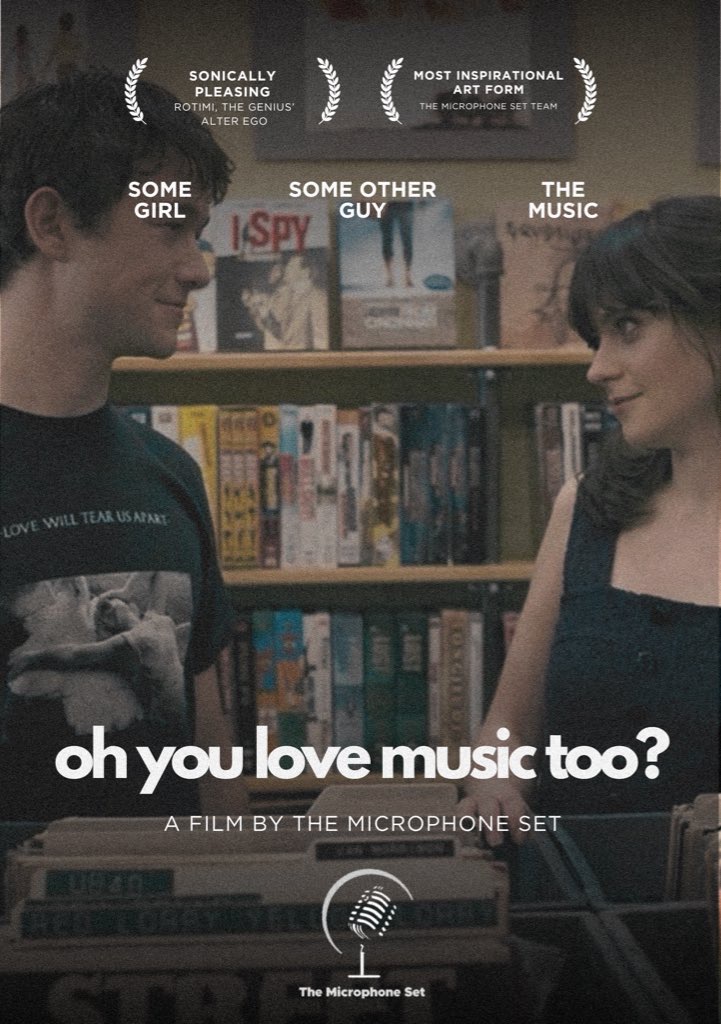 SONICALLY
PLEASING
ROTIMI, THE GENIUS'
ALTER EGO
MOST INSPIRATIONAL
ART FORM
THE MICROPHONE SET TEAM
SOME
GIRL
SOME OTHER
GUY
THE
MUSIC
I SPY
LOVE WILL TEAR US APART
oh you love music too?
A FILM BY THE MICROPHONE SET
UB40
STREET
The Microphone Set